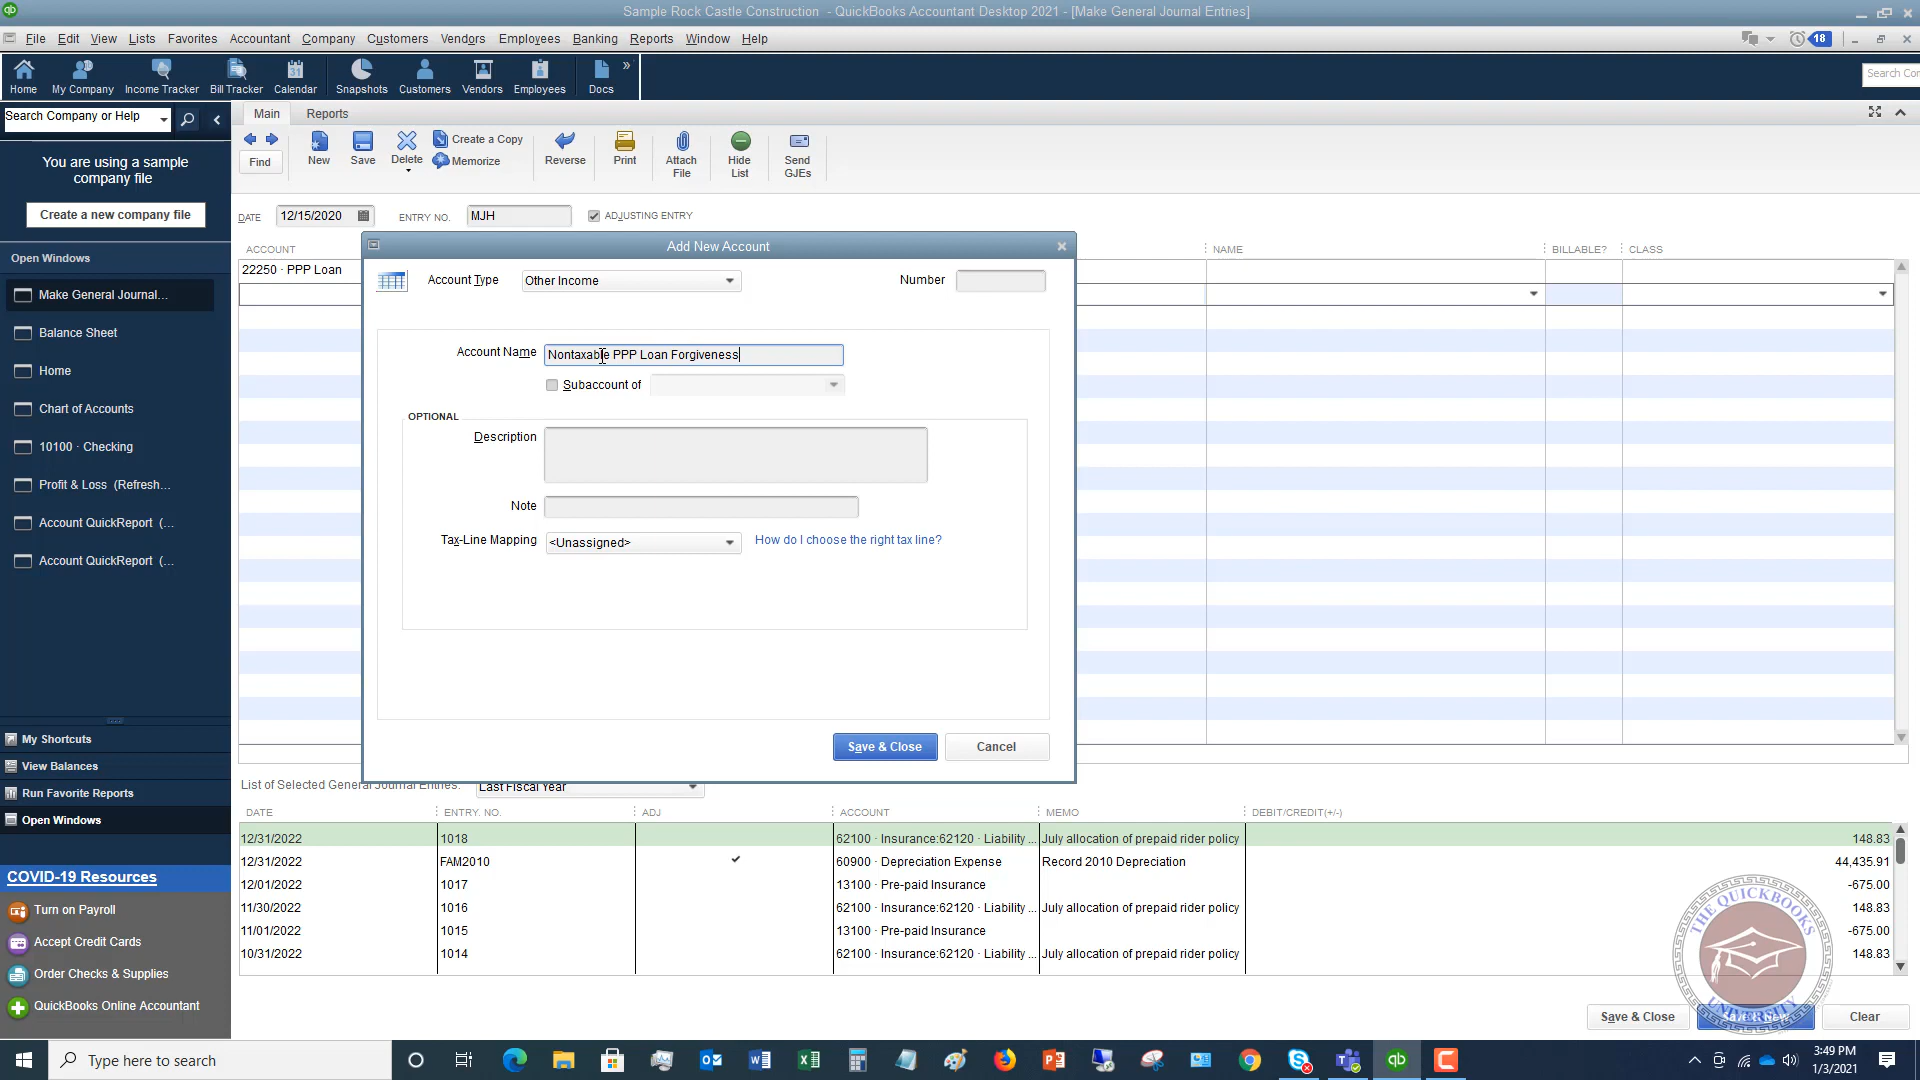 Sample Rock Castle Construction - QuickBooks Accountant Desktop 2021 - [Make General Journal Entries]
File Edit View Lists Favorites Accountant Company Customers Vendors Employees Banking Reports Window Help
18
Home My Company Income Tracker Bill Tracker Calendar Snapshots Customers Vendors Employees Docs
Search Company or Help
You are using a sample
company file
Create a new company file
Open Windows
Make General Journal...
Balance Sheet
Home
Chart of Accounts
10100 · Checking
Profit & Loss (Refresh...
Account QuickReport (...
Account QuickReport (...
My Shortcuts
View Balances
Run Favorite Reports
Open Windows
COVID-19 Resources
Turn on Payroll
Accept Credit Cards
Order Checks & Supplies
QuickBooks Online Accountant
Main Reports
Find
New
Save
Delete
Create a Copy
Memorize
Reverse
Print
Attach
File
Hide
List
Send
GJEs
DATE 12/15/2020 ENTRY NO. MJH ADJUSTING ENTRY
ACCOUNT NAME BILLABLE? CLASS
22250 · PPP Loan
Add New Account
Account Type Other Income Number
Account Name Nontaxable PPP Loan Forgiveness
Subaccount of
OPTIONAL
Description
Note
Tax-Line Mapping <Unassigned> How do I choose the right tax line?
Save & Close Cancel
List of Selected General Journal Entries: Last Fiscal Year
DATE ENTRY. NO. ADJ ACCOUNT MEMO DEBIT/CREDIT(+/-)
12/31/2022 1018 62100 · Insurance:62120 · Liability ... July allocation of prepaid rider policy 148.83
12/31/2022 FAM2010 60900 · Depreciation Expense Record 2010 Depreciation 44,435.91
12/01/2022 1017 13100 · Pre-paid Insurance -675.00
11/30/2022 1016 62100 · Insurance:62120 · Liability ... July allocation of prepaid rider policy 148.83
11/01/2022 1015 13100 · Pre-paid Insurance -675.00
10/31/2022 1014 62100 · Insurance:62120 · Liability ... July allocation of prepaid rider policy 148.83
THE QUICKBOOKS
UNIVERSITY
Save & Close Clear
Type here to search
3:49 PM
1/3/2021